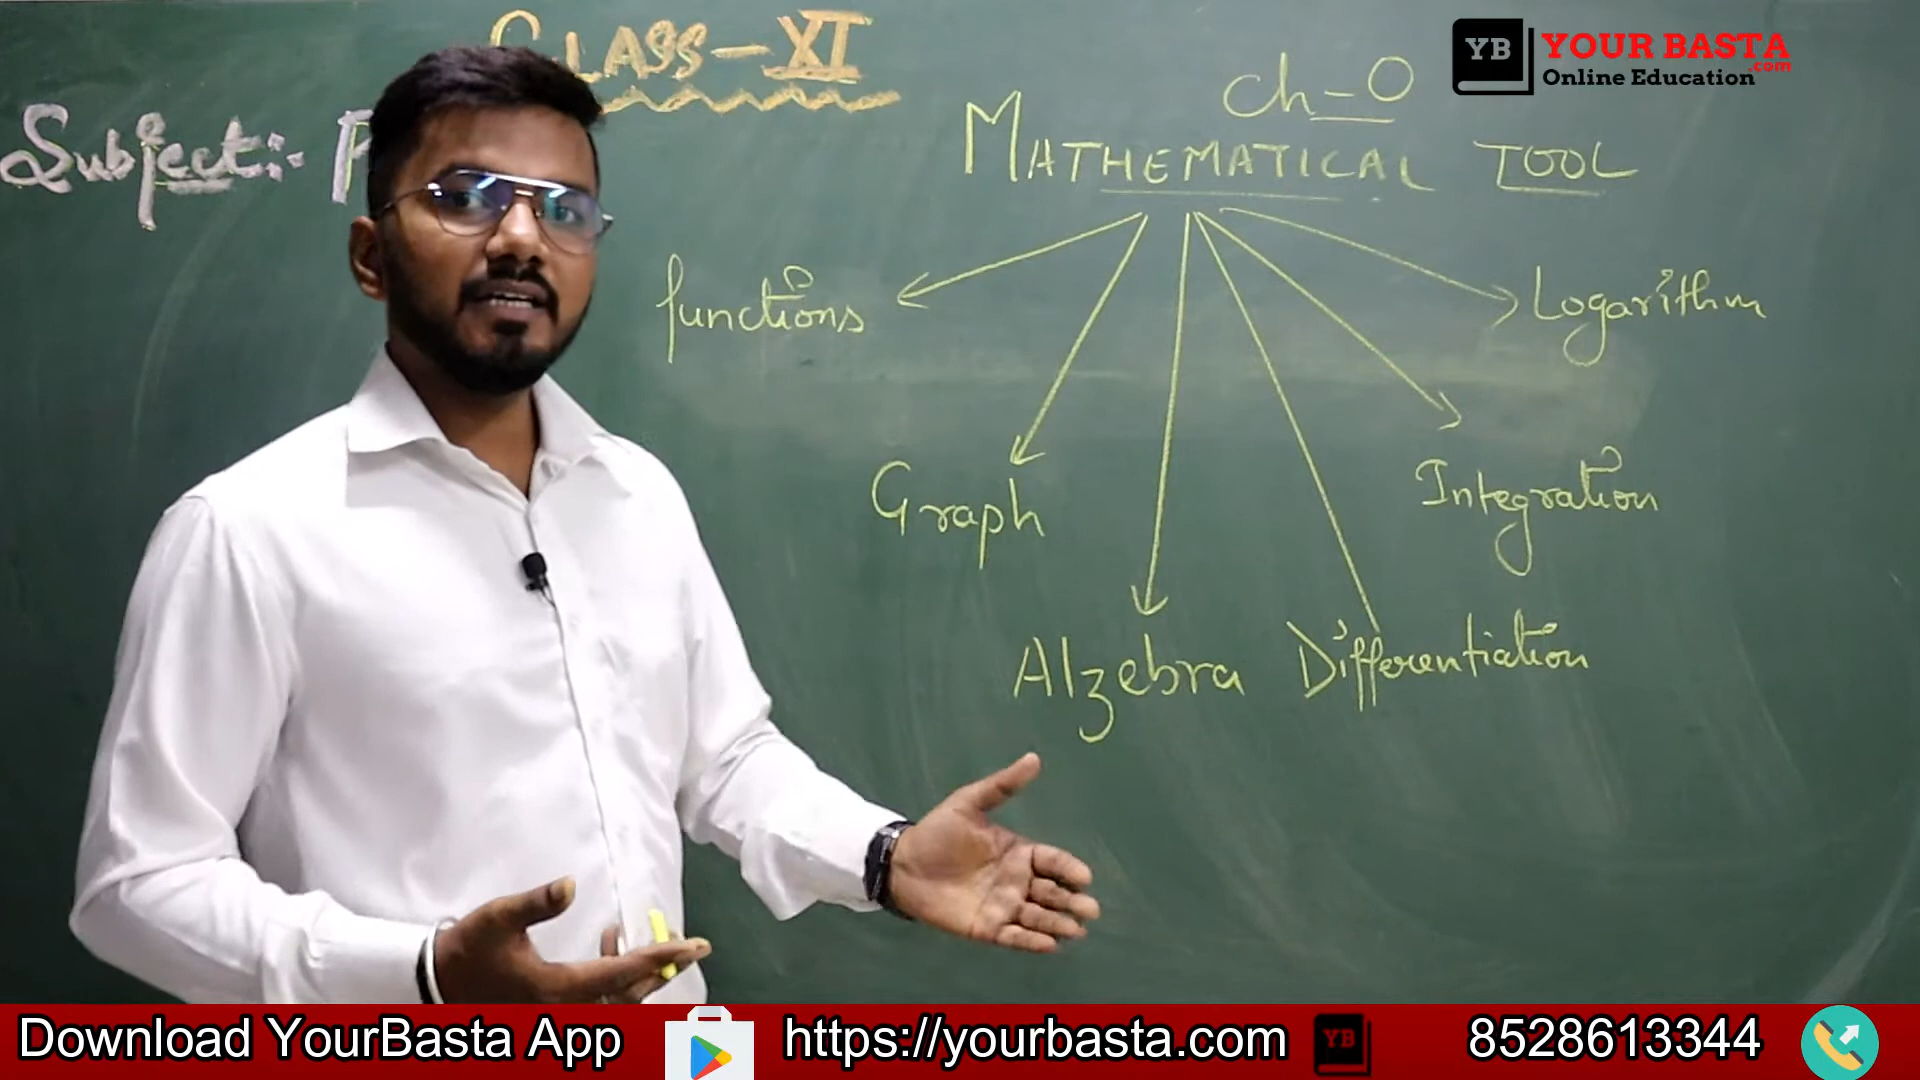 CLASS-XI
Subject:- P
ch-0
MATHEMATICAL TOOL
functions
Logarithm
Graph
Integration
Alzebra
Differentiation
YB YOUR BASTA
.com
Online Education
Download YourBasta App
https://yourbasta.com
YB
8528613344